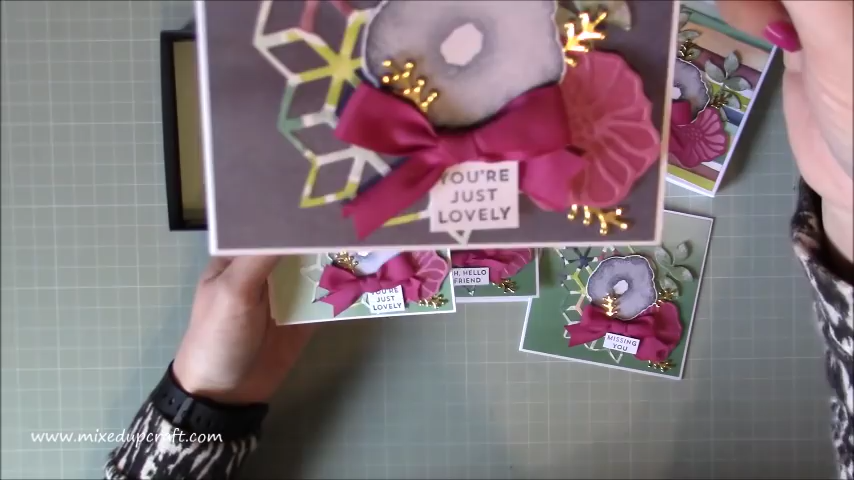 YOU'RE
JUST
LOVELY
YOU'RE
JUST
LOVELY
HELLO
FRIEND
MISSING
YOU
www.mixedupcraft.com